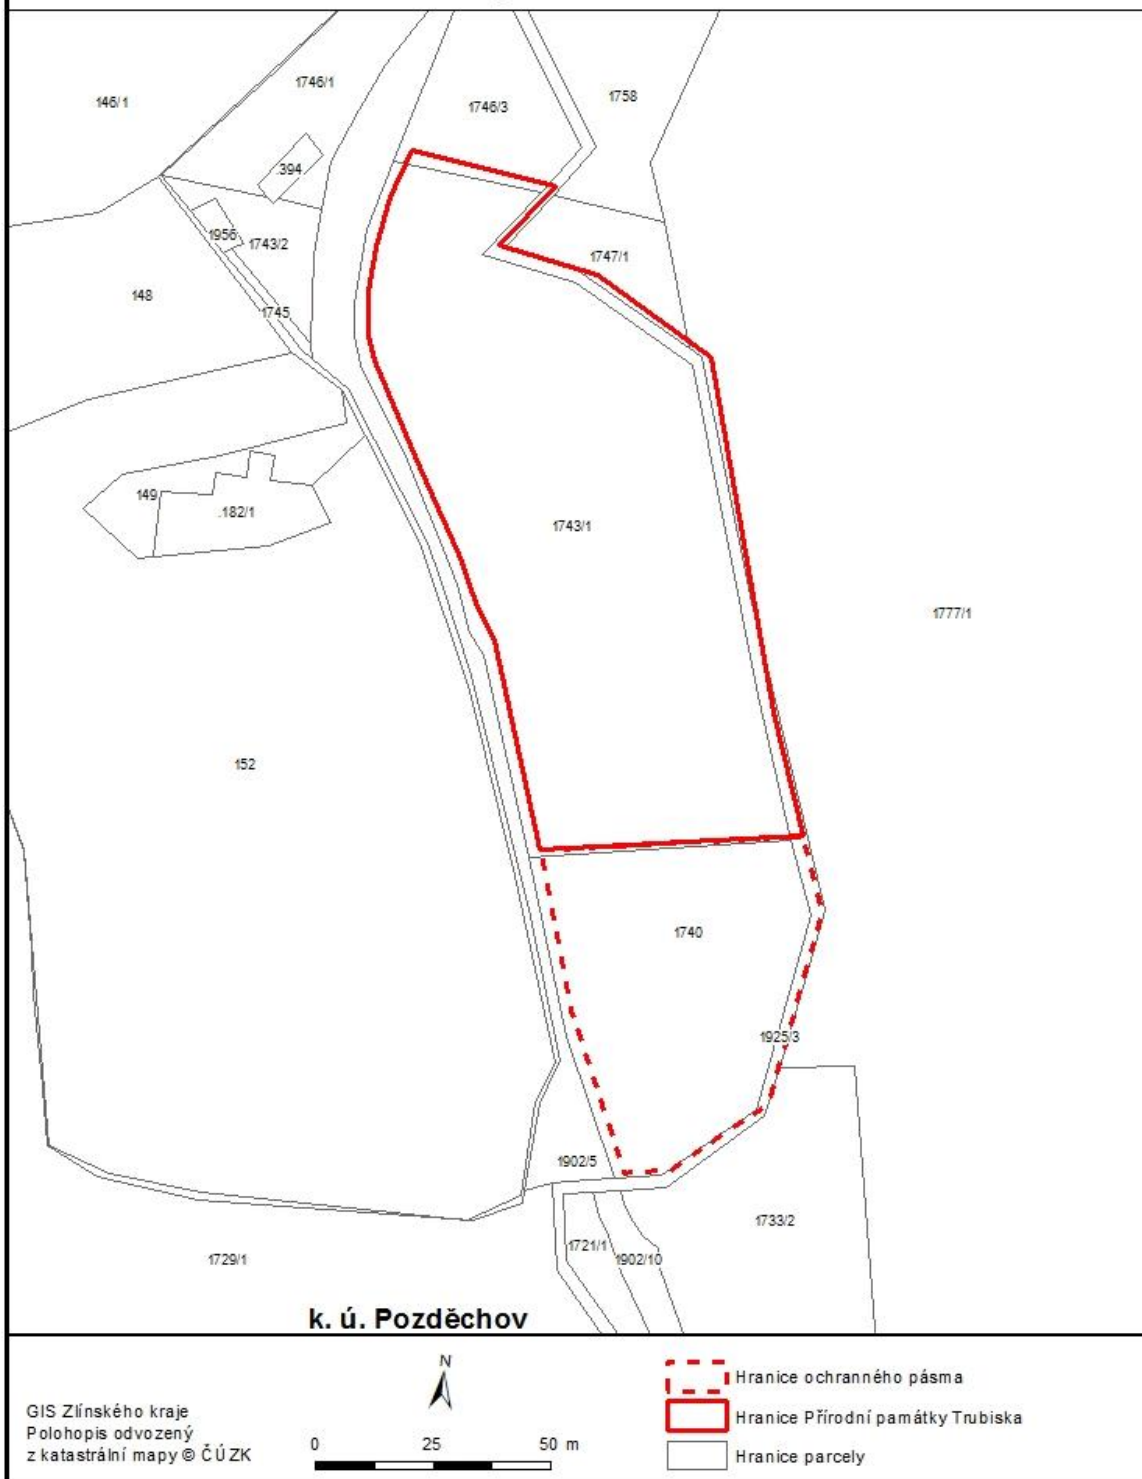 1746/1
146/1
1746/3
1758
.394
1956
1743/2
1747/1
148
1745
149
.182/1
1743/1
1777/1
152
1740
1925/3
1902/5
1733/2
1721/1
1902/10
1729/1
k. ú. Pozděchov
N
GIS Zlínského kraje
Polohopis odvozený
z katastrální mapy © ČÚZK
0 25 50 m
Hranice ochranného pásma
Hranice Přírodní památky Trubiska
Hranice parcely